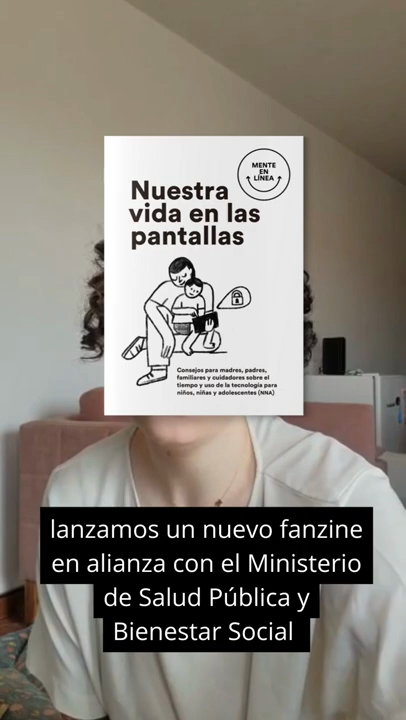 MENTE
EN
LÍNEA
Nuestra
vida en las
pantallas
Consejos para madres, padres,
familiares y cuidadores sobre el
tiempo y uso de la tecnología para
niños, niñas y adolescentes (NNA)
lanzamos un nuevo fanzine
en alianza con el Ministerio
de Salud Pública y
Bienestar Social